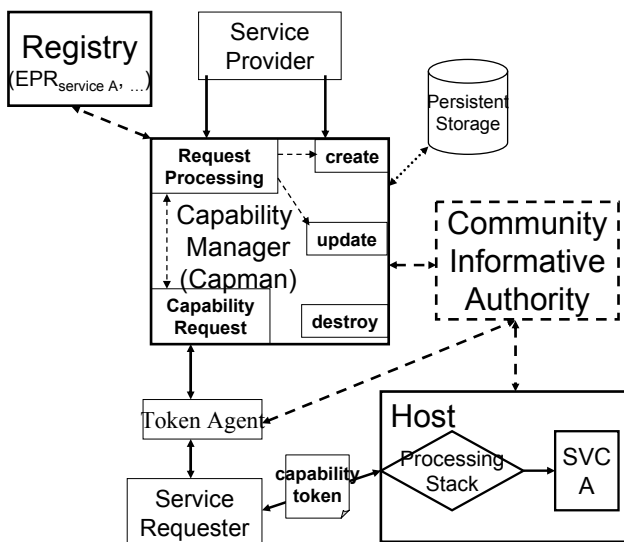 Registry
(EPRservice A, ...)
Service
Provider
Persistent
Storage
Request
Processing
create
Capability
Manager
(Capman)
update
Community
Informative
Authority
Capability
Request
destroy
Token Agent
Host
capability
token
Processing
Stack
SVC
A
Service
Requester